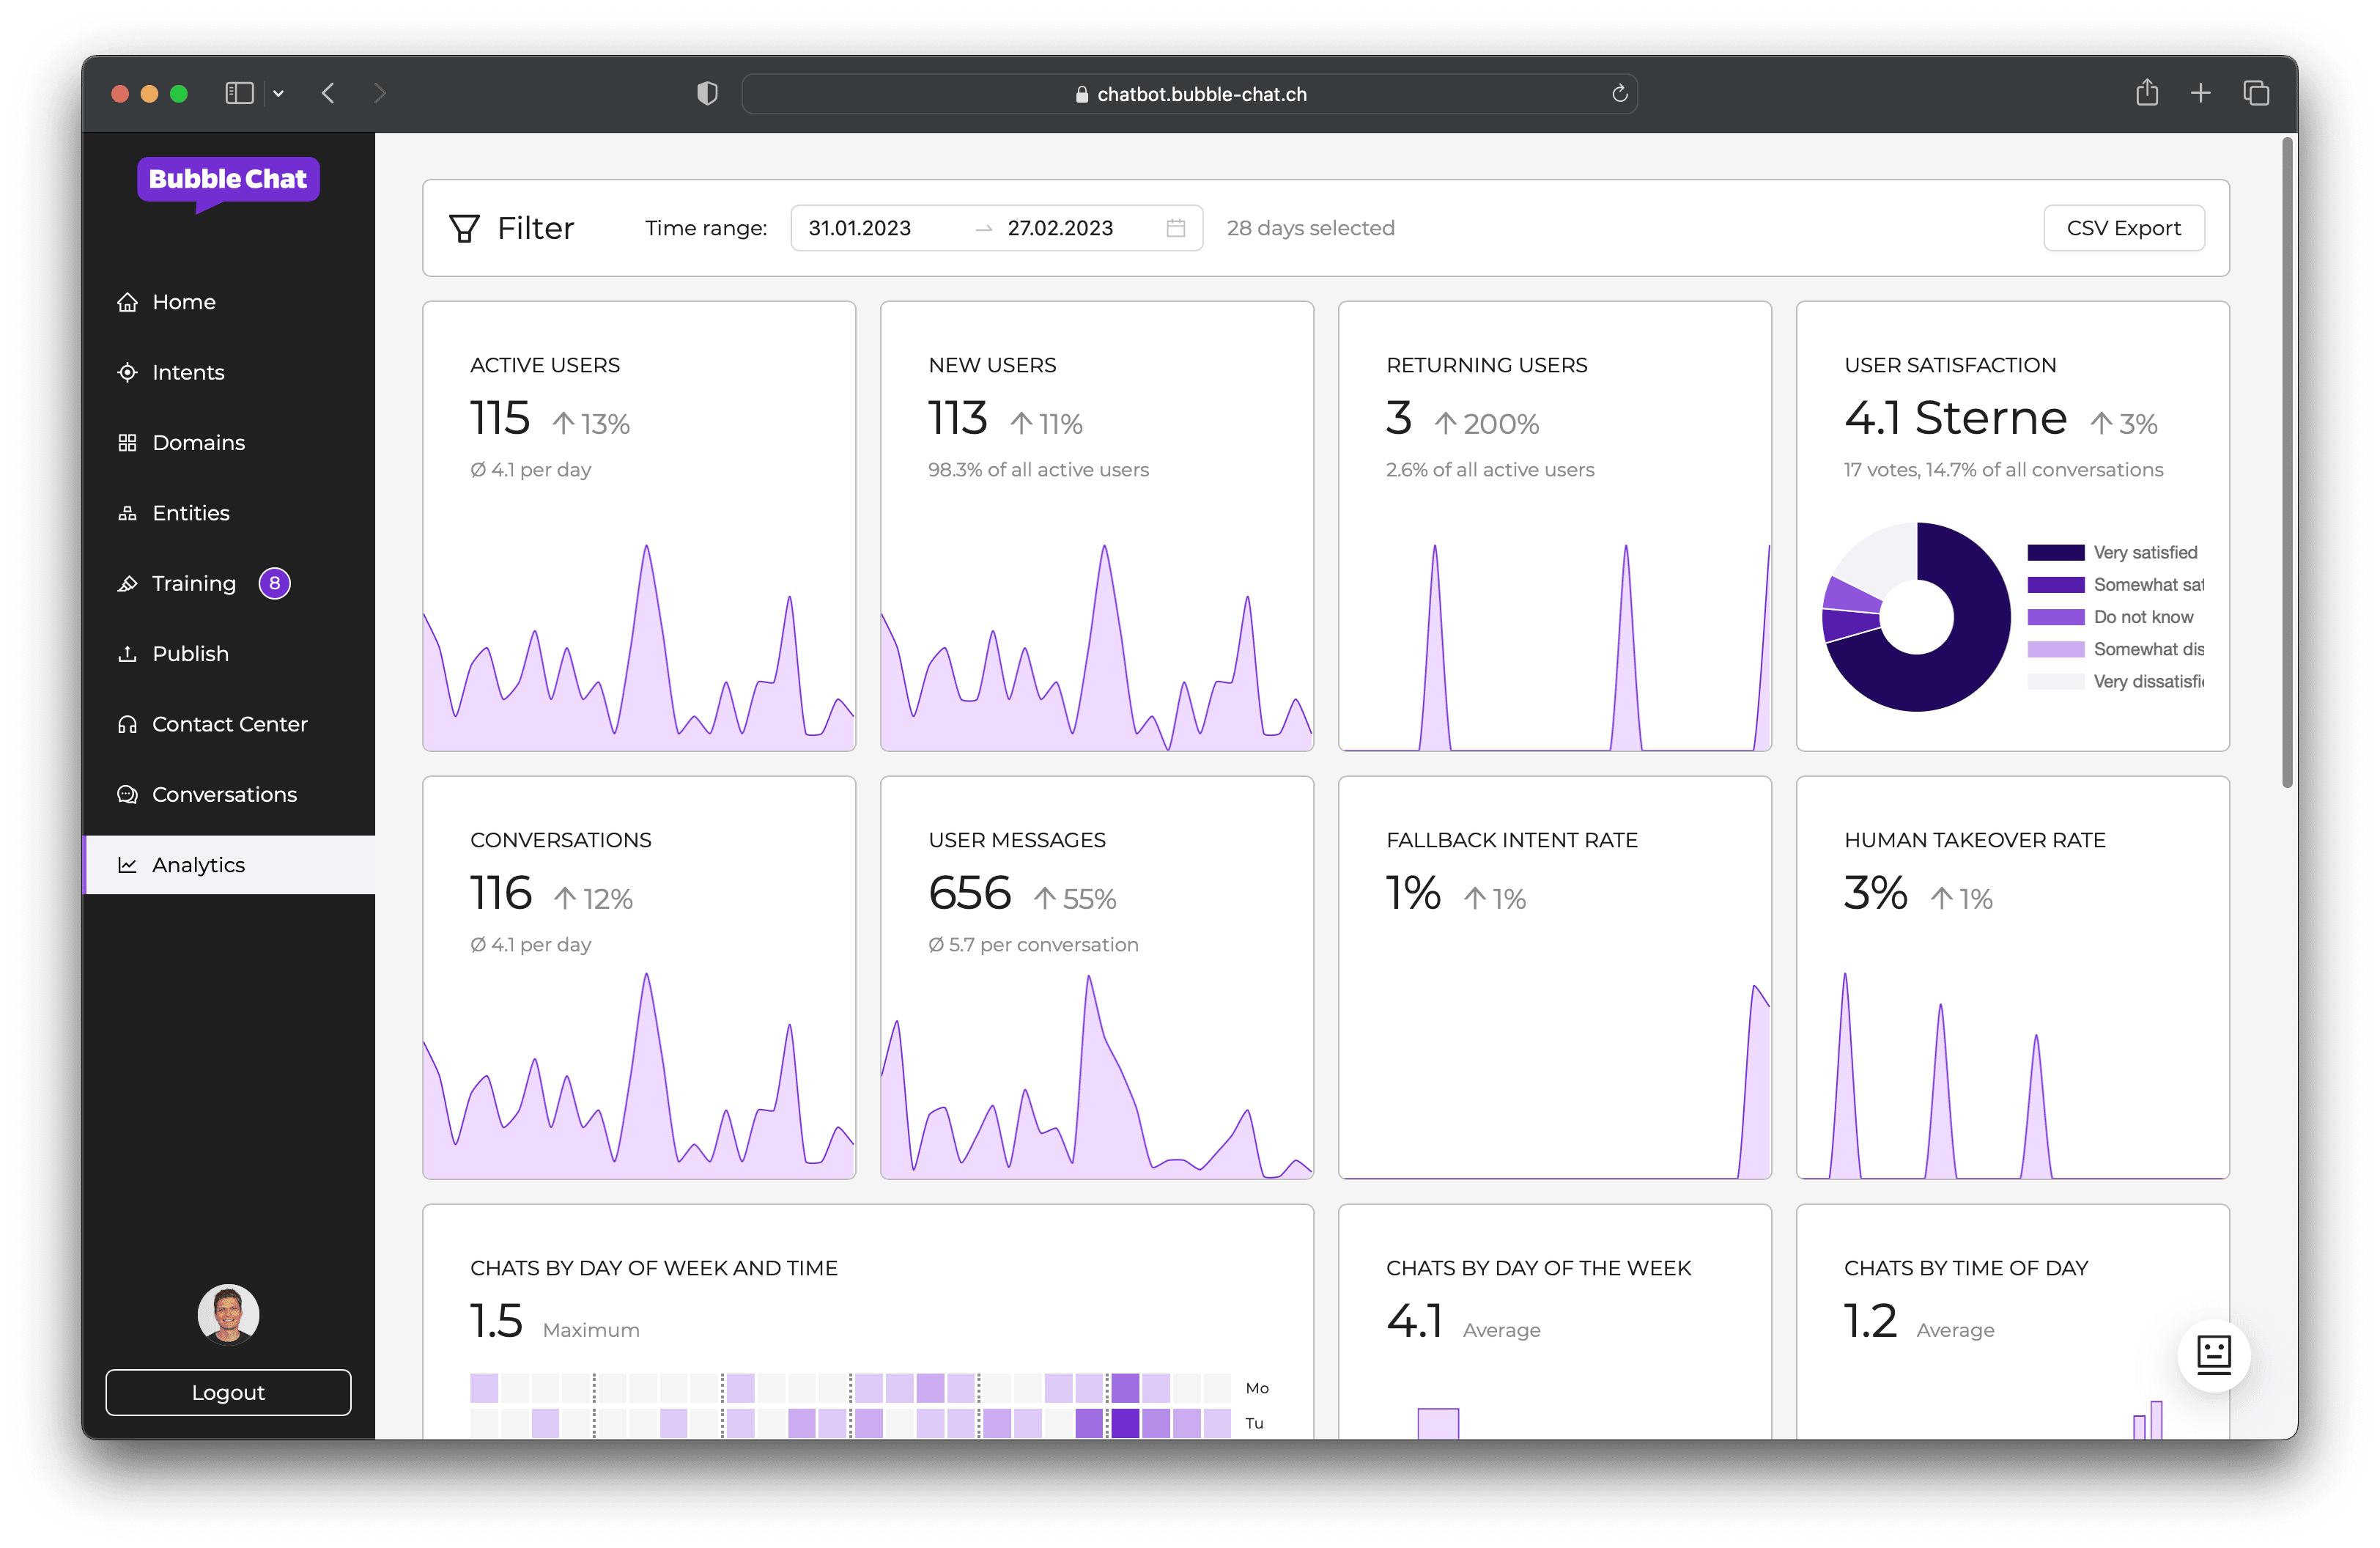 chatbot.bubble-chat.ch
Bubble Chat
Home
Intents
Domains
Entities
Training 8
Publish
Contact Center
Conversations
Analytics
Logout
Filter Time range: 31.01.2023 → 27.02.2023 28 days selected CSV Export
ACTIVE USERS
115 ↑ 13%
Ø 4.1 per day
NEW USERS
113 ↑ 11%
98.3% of all active users
RETURNING USERS
3 ↑ 200%
2.6% of all active users
USER SATISFACTION
4.1 Sterne ↑ 3%
17 votes, 14.7% of all conversations
Very satisfied
Somewhat sat
Do not know
Somewhat dis
Very dissatisfi
CONVERSATIONS
116 ↑ 12%
Ø 4.1 per day
USER MESSAGES
656 ↑ 55%
Ø 5.7 per conversation
FALLBACK INTENT RATE
1% ↑ 1%
HUMAN TAKEOVER RATE
3% ↑ 1%
CHATS BY DAY OF WEEK AND TIME
1.5 Maximum
Mo
Tu
CHATS BY DAY OF THE WEEK
4.1 Average
CHATS BY TIME OF DAY
1.2 Average